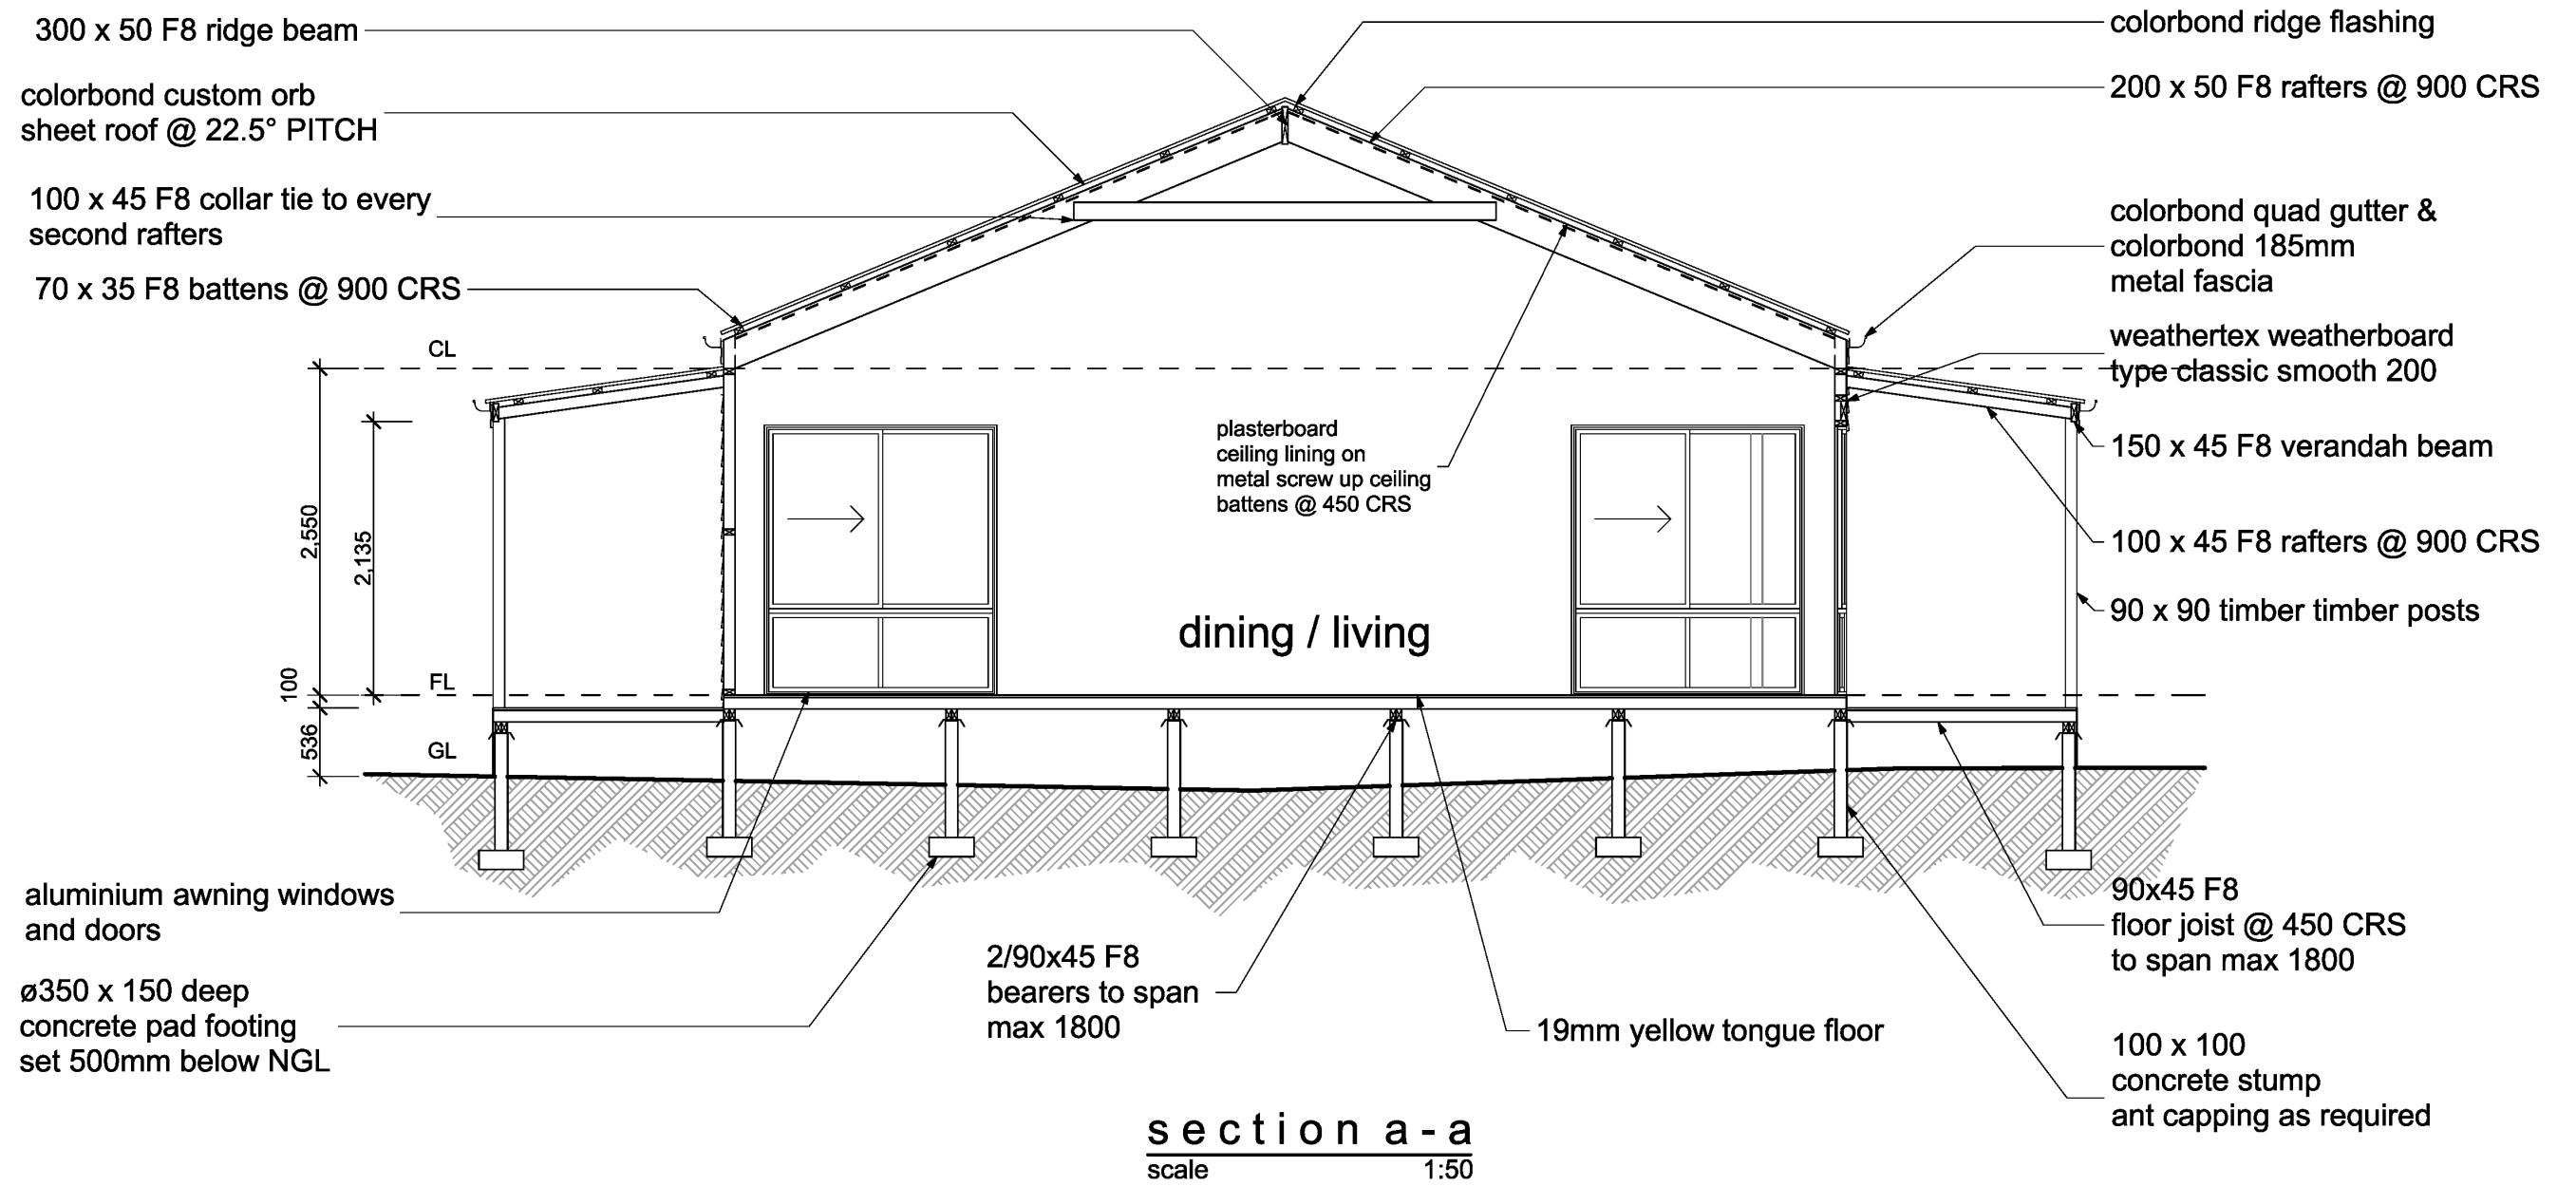 300 x 50 F8 ridge beam
colorbond custom orb
sheet roof @ 22.5° PITCH
100 x 45 F8 collar tie to every
second rafters
70 x 35 F8 battens @ 900 CRS
colorbond ridge flashing
200 x 50 F8 rafters @ 900 CRS
colorbond quad gutter &
colorbond 185mm
metal fascia
weathertex weatherboard
type classic smooth 200
150 x 45 F8 verandah beam
100 x 45 F8 rafters @ 900 CRS
90 x 90 timber timber posts
CL
FL
GL
2,550
2,135
100
536
plasterboard
ceiling lining on
metal screw up ceiling
battens @ 450 CRS
dining / living
aluminium awning windows
and doors
ø350 x 150 deep
concrete pad footing
set 500mm below NGL
2/90x45 F8
bearers to span
max 1800
19mm yellow tongue floor
90x45 F8
floor joist @ 450 CRS
to span max 1800
100 x 100
concrete stump
ant capping as required
section a-a
scale 1:50